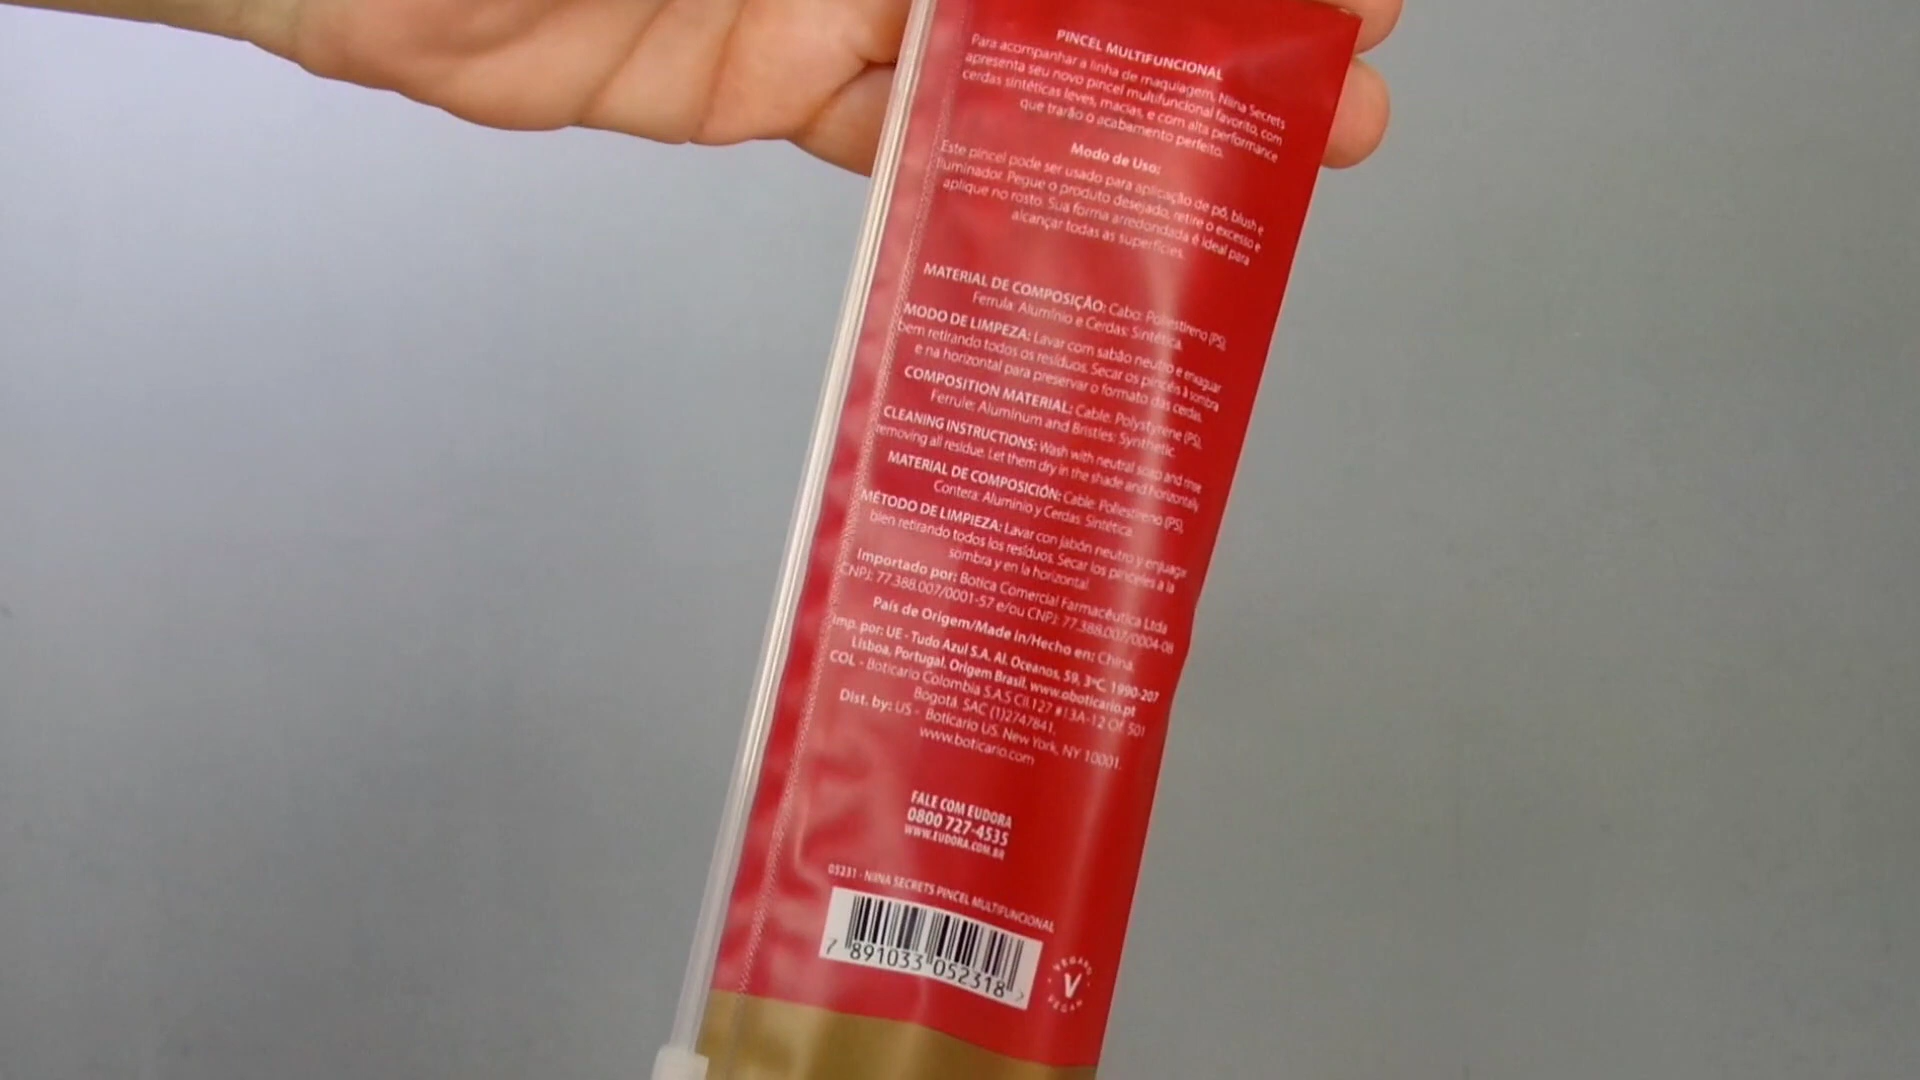 PINCEL MULTIFUNCIONAL
Para acompanhar a linha de maquiagem, Niina Secrets
apresenta seu novo pincel multifuncional favorito, com
cerdas sintéticas leves, macias, e com alta performance
que trarão o acabamento perfeito.
Modo de Uso:
Este pincel pode ser usado para aplicação de pó, blush e
iluminador. Pegue o produto desejado, retire o excesso e
aplique no rosto. Sua forma arredondada é ideal para
alcançar todas as superfícies.
MATERIAL DE COMPOSIÇÃO: Cabo: Poliestireno (PS),
Ferrula: Alumínio e Cerdas: Sintética.
MODO DE LIMPEZA: Lavar com sabão neutro e enxaguar
bem retirando todos os resíduos. Secar os pincéis à sombra
e na horizontal para preservar o formato das cerdas.
COMPOSITION MATERIAL: Cable: Polystyrene (PS),
Ferrule: Aluminum and Bristles: Synthetic.
CLEANING INSTRUCTIONS: Wash with neutral soap and rinse
removing all residue. Let them dry in the shade and horizontally.
MATERIAL DE COMPOSICIÓN: Cable: Poliestireno (PS),
Contera: Aluminio y Cerdas: Sintética.
MÉTODO DE LIMPIEZA: Lavar con jabón neutro y enjuagar
bien retirando todos los resíduos. Secar los pinceles a la
sombra y en la horizontal.
Importado por: Botica Comercial Farmacêutica Ltda
CNPJ: 77.388.007/0001-57 e/ou CNPJ: 77.388.007/0004-08
País de Origem/Made in/Hecho en: China.
Imp. por: UE - Tudo Azul S.A. Al. Oceanos, 59, 3ºC, 1990-207
Lisboa, Portugal. Origem Brasil. www.oboticario.pt
COL - Boticario Colombia S.A.S Cll 127 #13A-12 Of. 501
Bogotá. SAC (1)2747841.
Dist. by: US - Boticario US. New York, NY 10001.
www.boticario.com
FALE COM EUDORA
0800 727-4535
WWW.EUDORA.COM.BR
05231 - NIINA SECRETS PINCEL MULTIFUNCIONAL
7 891033 052318 >
VEGANO
V
VEGAN